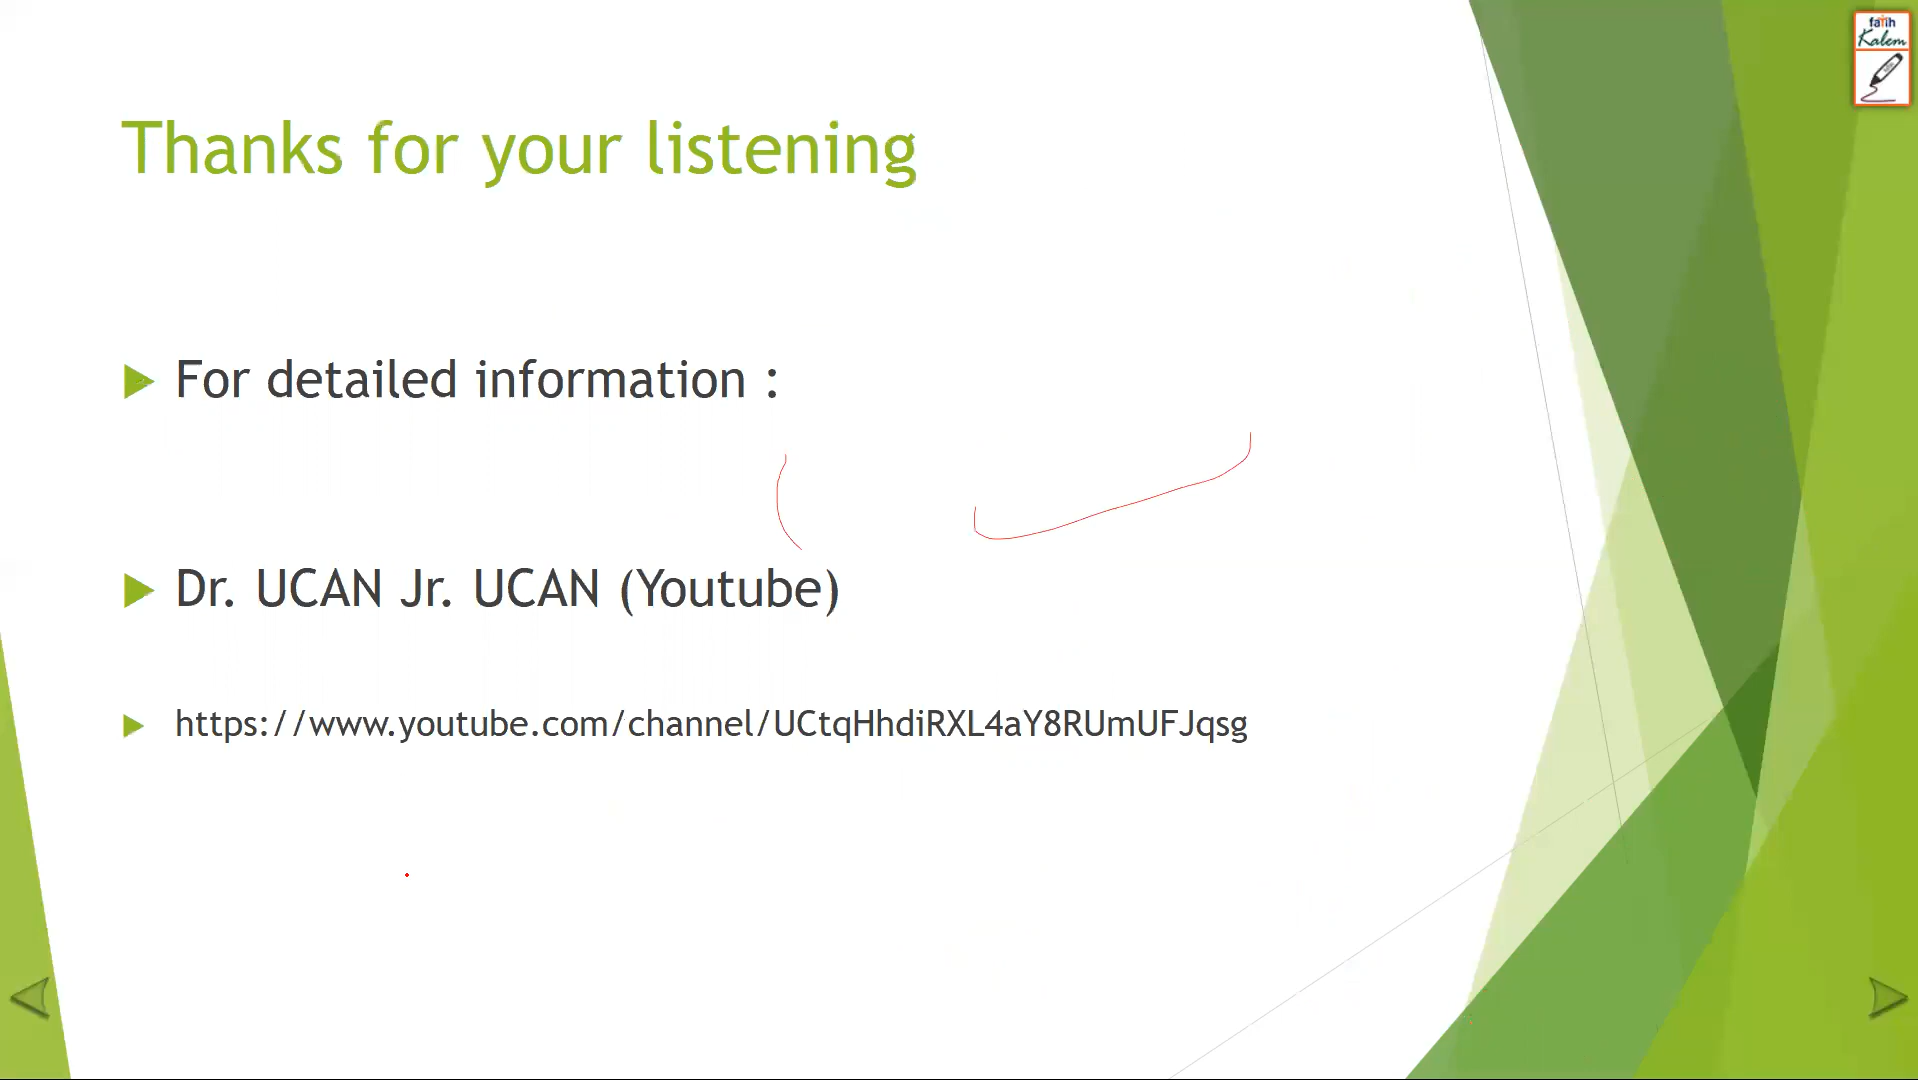 fatih
Kalem
Thanks for your listening
For detailed information :
Dr. UCAN Jr. UCAN (Youtube)
https://www.youtube.com/channel/UCtqHhdiRXL4aY8RUmUFJqsg